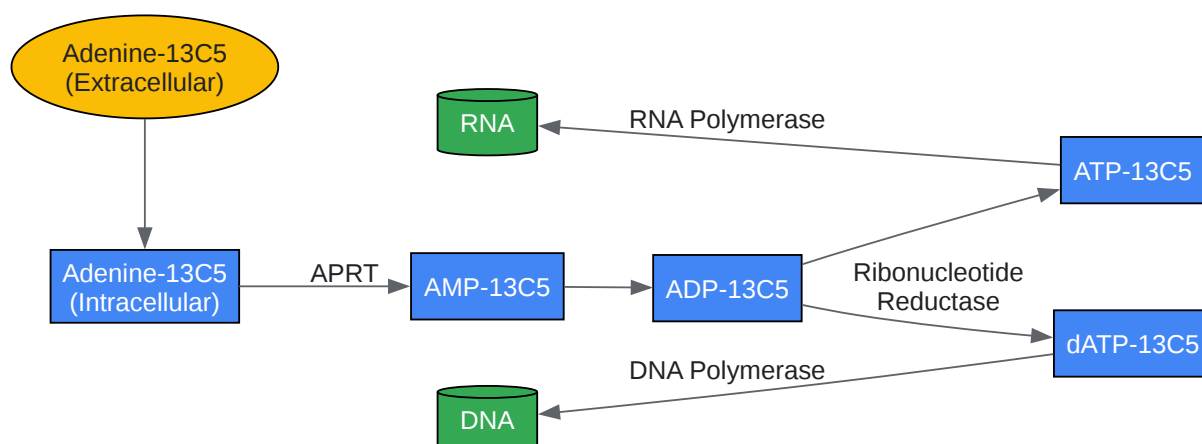 Adenine-13C5
(Extracellular)
RNA
RNA Polymerase
ATP-13C5
Adenine-13C5
(Intracellular)
APRT
AMP-13C5
ADP-13C5
Ribonucleotide
Reductase
dATP-13C5
DNA Polymerase
DNA